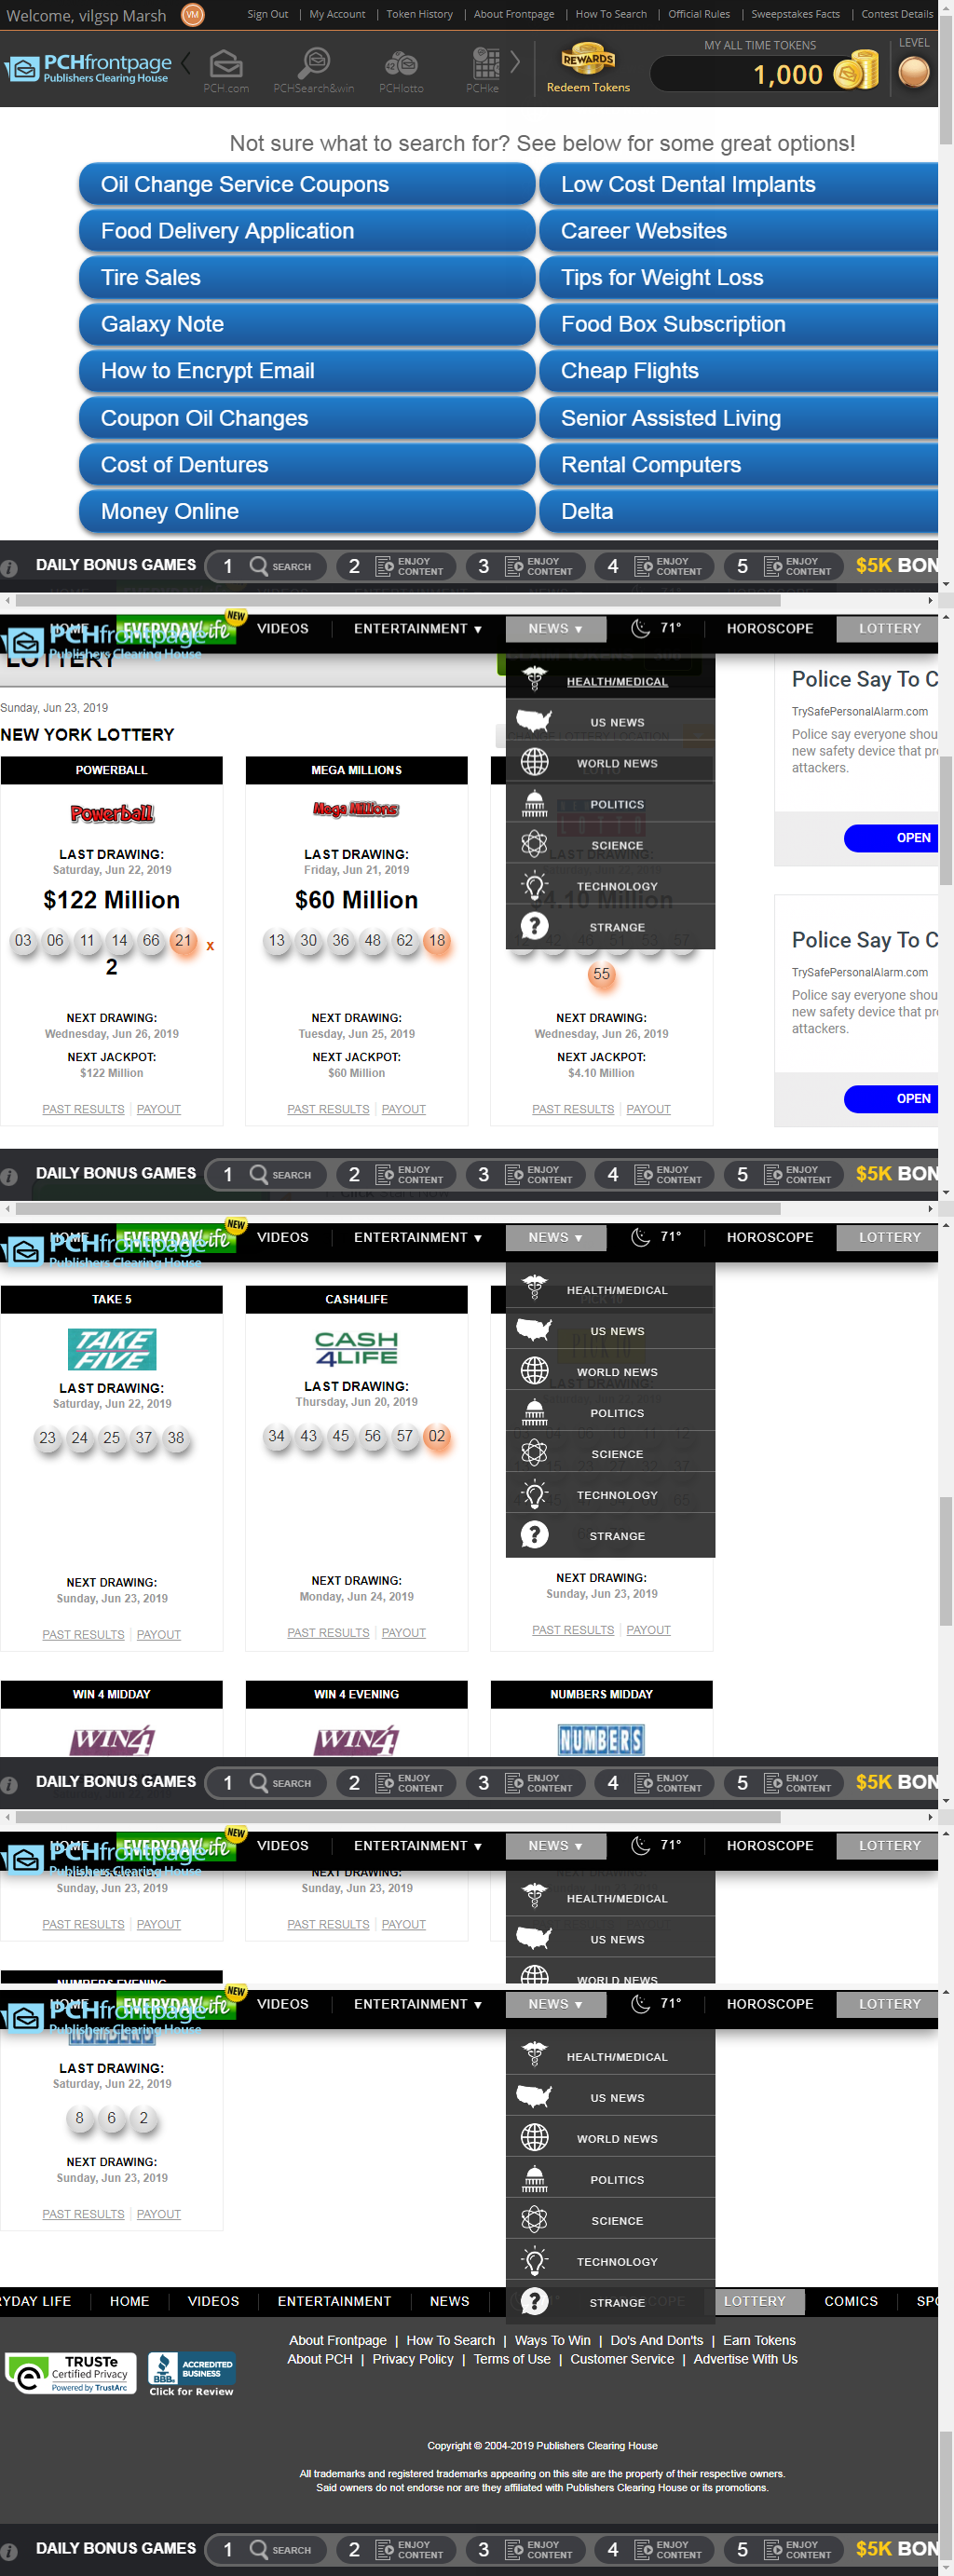 Welcome, vilgsp Marsh VM Sign Out | My Account | Token History | About Frontpage | How To Search | Official Rules | Sweepstakes Facts | Contest Details
PCHfrontpage
Publishers Clearing House
PCH.com PCHSearch&win PCHlotto PCHke
REWARDS
Redeem Tokens
MY ALL TIME TOKENS
1,000
LEVEL
Not sure what to search for? See below for some great options!
Oil Change Service Coupons Low Cost Dental Implants
Food Delivery Application Career Websites
Tire Sales Tips for Weight Loss
Galaxy Note Food Box Subscription
How to Encrypt Email Cheap Flights
Coupon Oil Changes Senior Assisted Living
Cost of Dentures Rental Computers
Money Online Delta
DAILY BONUS GAMES 1 SEARCH 2 ENJOY CONTENT 3 ENJOY CONTENT 4 ENJOY CONTENT 5 ENJOY CONTENT $5K BON
HOME EVERYDAY Life NEW VIDEOS ENTERTAINMENT ▼ NEWS ▼ 71° HOROSCOPE LOTTERY
PCHfrontpage
Publishers Clearing House
LOTTERY
HEALTH/MEDICAL
US NEWS
WORLD NEWS
POLITICS
SCIENCE
TECHNOLOGY
STRANGE
Sunday, Jun 23, 2019
NEW YORK LOTTERY
CHANGE LOTTERY LOCATION
POWERBALL
Powerball
LAST DRAWING:
Saturday, Jun 22, 2019
$122 Million
03 06 11 14 66 21 x
2
NEXT DRAWING:
Wednesday, Jun 26, 2019
NEXT JACKPOT:
$122 Million
PAST RESULTS | PAYOUT
MEGA MILLIONS
Mega Millions
LAST DRAWING:
Friday, Jun 21, 2019
$60 Million
13 30 36 48 62 18
NEXT DRAWING:
Tuesday, Jun 25, 2019
NEXT JACKPOT:
$60 Million
PAST RESULTS | PAYOUT
LOTTO
LAST DRAWING:
$4.10 Million
55
NEXT DRAWING:
Wednesday, Jun 26, 2019
NEXT JACKPOT:
$4.10 Million
PAST RESULTS | PAYOUT
Police Say To C
TrySafePersonalAlarm.com
Police say everyone shou
new safety device that pr
attackers.
OPEN
Police Say To C
TrySafePersonalAlarm.com
Police say everyone shou
new safety device that pr
attackers.
OPEN
DAILY BONUS GAMES 1 SEARCH 2 ENJOY CONTENT 3 ENJOY CONTENT 4 ENJOY CONTENT 5 ENJOY CONTENT $5K BON
HOME EVERYDAY Life NEW VIDEOS ENTERTAINMENT ▼ NEWS ▼ 71° HOROSCOPE LOTTERY
PCHfrontpage
Publishers Clearing House
HEALTH/MEDICAL
US NEWS
WORLD NEWS
POLITICS
SCIENCE
TECHNOLOGY
STRANGE
TAKE 5
TAKE FIVE
LAST DRAWING:
Saturday, Jun 22, 2019
23 24 25 37 38
NEXT DRAWING:
Sunday, Jun 23, 2019
PAST RESULTS | PAYOUT
CASH4LIFE
CASH
4LIFE
LAST DRAWING:
Thursday, Jun 20, 2019
34 43 45 56 57 02
NEXT DRAWING:
Monday, Jun 24, 2019
PAST RESULTS | PAYOUT
PICK 10
LAST DRAWING:
NEXT DRAWING:
Sunday, Jun 23, 2019
PAST RESULTS | PAYOUT
WIN 4 MIDDAY WIN 4 EVENING NUMBERS MIDDAY
WIN4 WIN4 NUMBERS
DAILY BONUS GAMES 1 SEARCH 2 ENJOY CONTENT 3 ENJOY CONTENT 4 ENJOY CONTENT 5 ENJOY CONTENT $5K BON
HOME EVERYDAY Life NEW VIDEOS ENTERTAINMENT ▼ NEWS ▼ 71° HOROSCOPE LOTTERY
PCHfrontpage
Publishers Clearing House
NEXT DRAWING: NEXT DRAWING:
Sunday, Jun 23, 2019 Sunday, Jun 23, 2019
PAST RESULTS | PAYOUT PAST RESULTS | PAYOUT
HEALTH/MEDICAL
US NEWS
WORLD NEWS
NUMBERS EVENING
HOME EVERYDAY Life NEW VIDEOS ENTERTAINMENT ▼ NEWS ▼ 71° HOROSCOPE LOTTERY
PCHfrontpage
Publishers Clearing House
NUMBERS
LAST DRAWING:
Saturday, Jun 22, 2019
8 6 2
NEXT DRAWING:
Sunday, Jun 23, 2019
PAST RESULTS | PAYOUT
HEALTH/MEDICAL
US NEWS
WORLD NEWS
POLITICS
SCIENCE
TECHNOLOGY
STRANGE
RYDAY LIFE HOME VIDEOS ENTERTAINMENT NEWS LOTTERY COMICS SPO
About Frontpage | How To Search | Ways To Win | Do's And Don'ts | Earn Tokens
About PCH | Privacy Policy | Terms of Use | Customer Service | Advertise With Us
TRUSTe
Certified Privacy
Powered by TrustArc
BBB
ACCREDITED
BUSINESS
Click for Review
Copyright © 2004-2019 Publishers Clearing House
All trademarks and registered trademarks appearing on this site are the property of their respective owners.
Said owners do not endorse nor are they affiliated with Publishers Clearing House or its promotions.
DAILY BONUS GAMES 1 SEARCH 2 ENJOY CONTENT 3 ENJOY CONTENT 4 ENJOY CONTENT 5 ENJOY CONTENT $5K BON